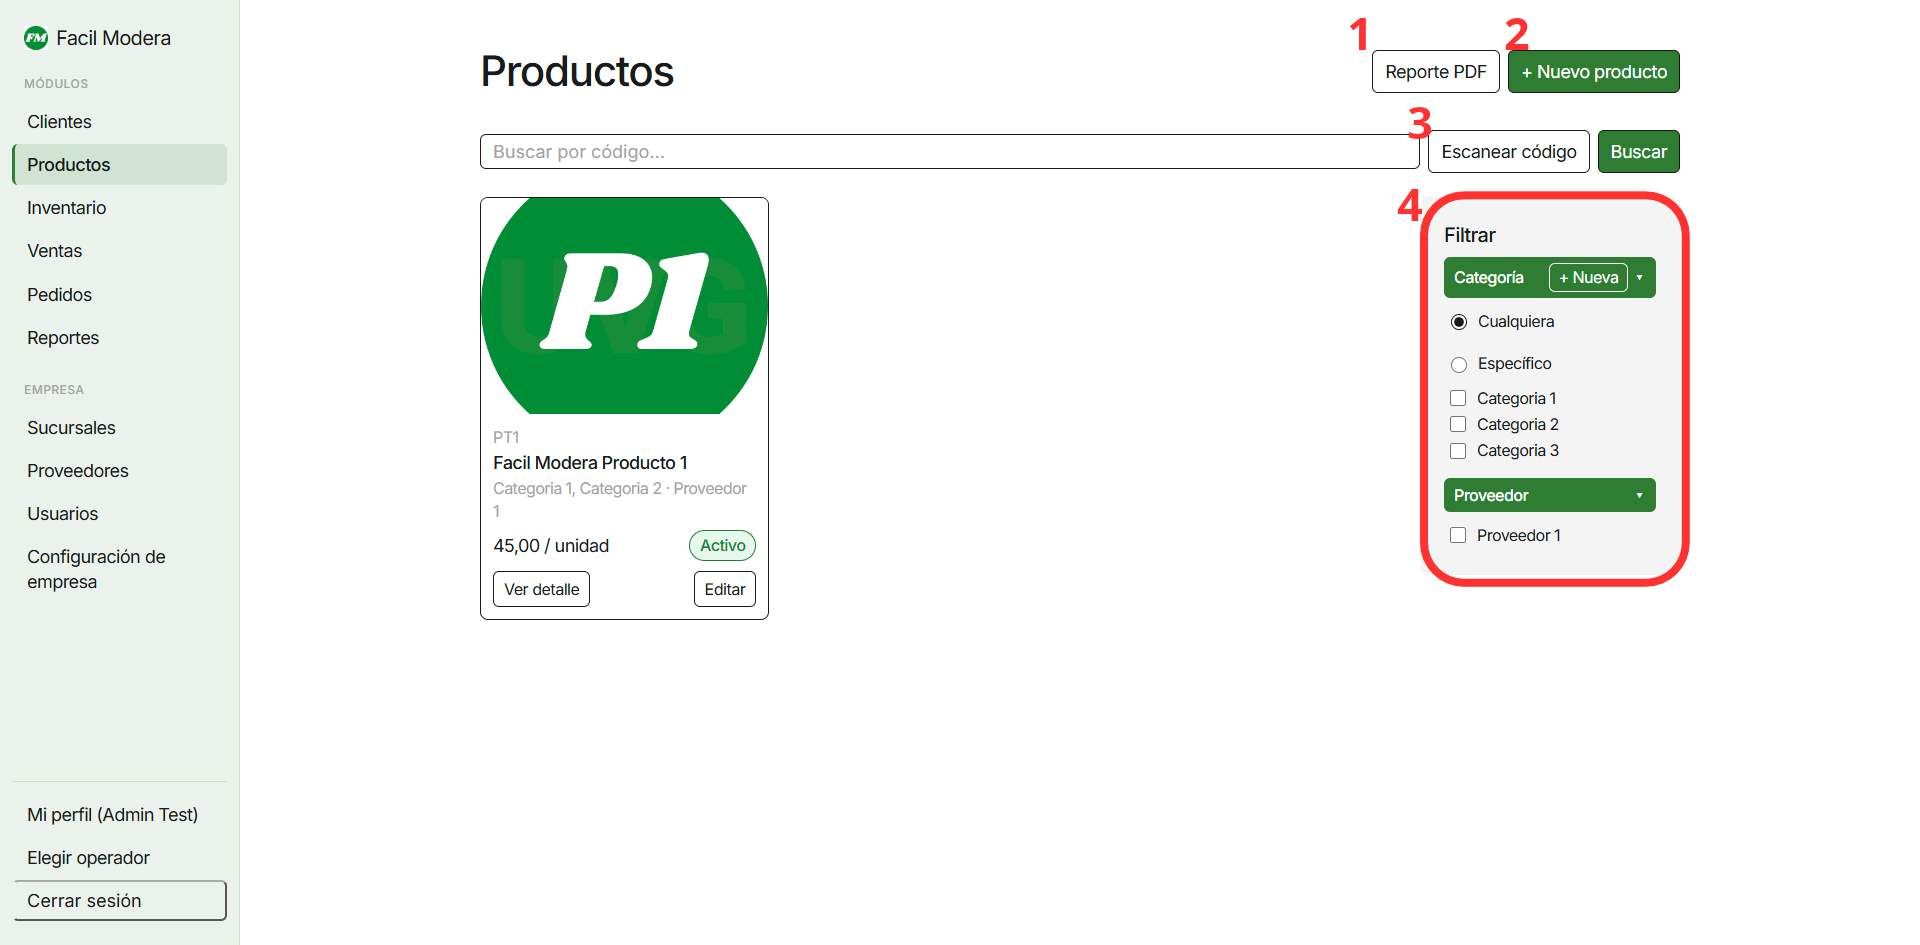 FM Facil Modera
MÓDULOS
Clientes
Productos
Inventario
Ventas
Pedidos
Reportes
EMPRESA
Sucursales
Proveedores
Usuarios
Configuración de
empresa
Mi perfil (Admin Test)
Elegir operador
Cerrar sesión
Productos
1
Reporte PDF
2
+ Nuevo producto
Buscar por código...
3
Escanear código
Buscar
P1
UVG
PT1
Facil Modera Producto 1
Categoria 1, Categoria 2 · Proveedor
1
45,00 / unidad
Activo
Ver detalle
Editar
4
Filtrar
Categoría
+ Nueva
Cualquiera
Específico
Categoria 1
Categoria 2
Categoria 3
Proveedor
Proveedor 1